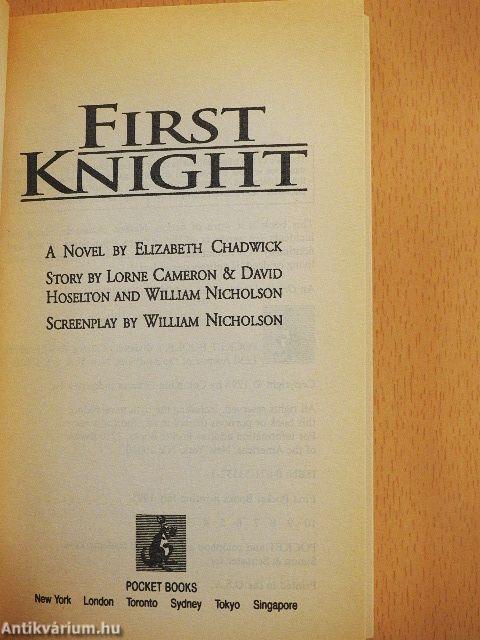 FIRST
KNIGHT
A NOVEL BY ELIZABETH CHADWICK
STORY BY LORNE CAMERON & DAVID
HOSELTON AND WILLIAM NICHOLSON
SCREENPLAY BY WILLIAM NICHOLSON
POCKET BOOKS
New York London Toronto Sydney Tokyo Singapore
Antikvárium.hu